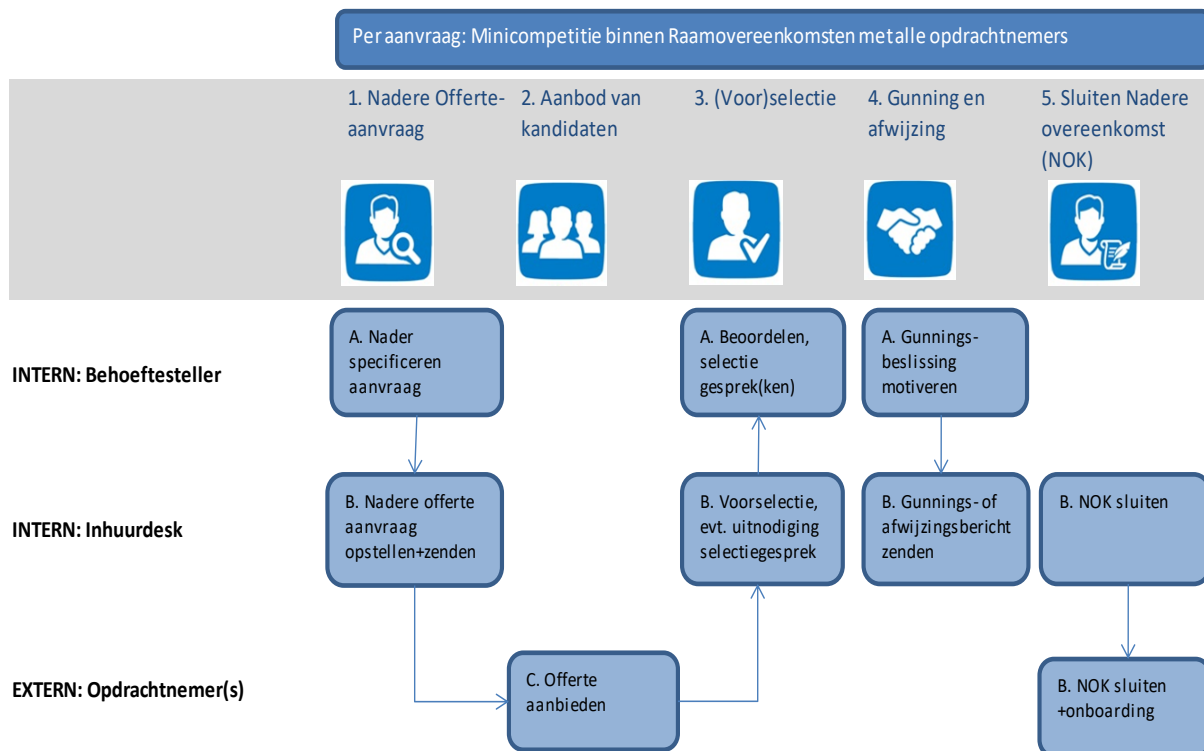 Per aanvraag: Minicompetitie binnen Raamovereenkomsten met alle opdrachtnemers
1. Nadere Offerte-
aanvraag
2. Aanbod van
kandidaten
3. (Voor)selectie
4. Gunning en
afwijzing
5. Sluiten Nadere
overeenkomst
(NOK)
INTERN: Behoeftesteller
A. Nader
specificeren
aanvraag
A. Beoordelen,
selectie
gesprek(ken)
A. Gunnings-
beslissing
motiveren
INTERN: Inhuurdesk
B. Nadere offerte
aanvraag
opstellen+zenden
B. Voorselectie,
evt. uitnodiging
selectiegesprek
B. Gunnings- of
afwijzingsbericht
zenden
B. NOK sluiten
EXTERN: Opdrachtnemer(s)
C. Offerte
aanbieden
B. NOK sluiten
+onboarding